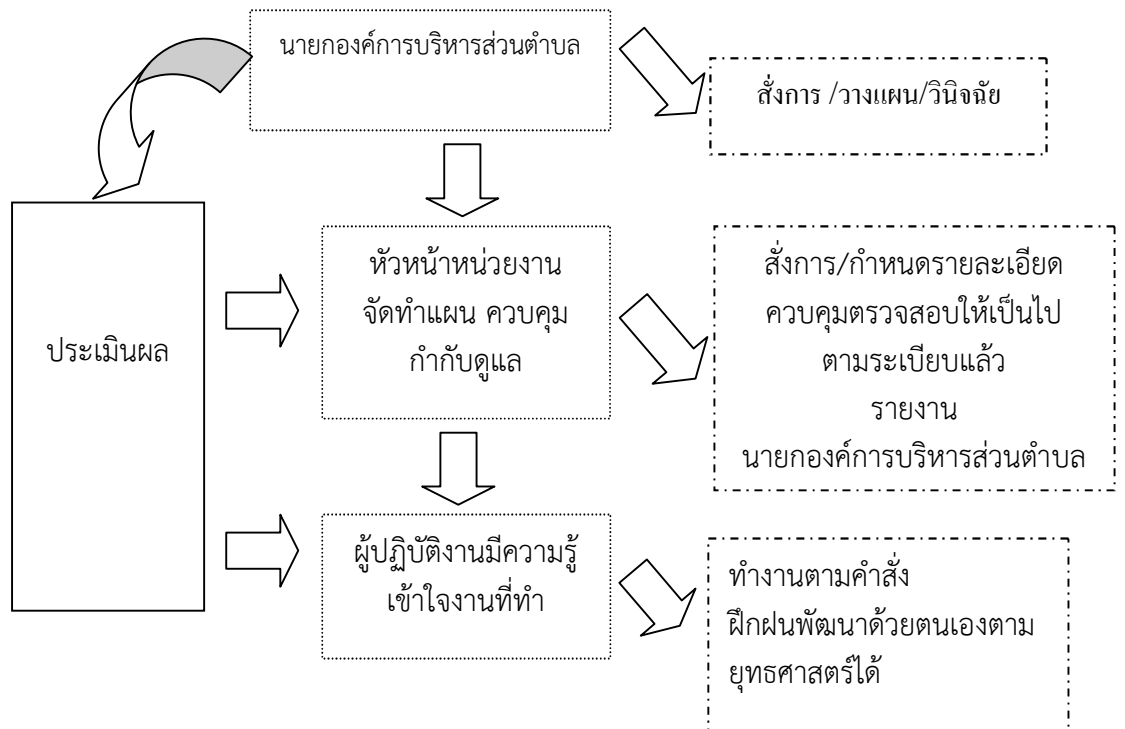 นายกองค์การบริหารส่วนตำบล
สั่งการ /วางแผน/วินิจฉัย
ประเมินผล
หัวหน้าหน่วยงาน
จัดทำแผน ควบคุม
กำกับดูแล
สั่งการ/กำหนดรายละเอียด
ควบคุมตรวจสอบให้เป็นไป
ตามระเบียบแล้ว
รายงาน
นายกองค์การบริหารส่วนตำบล
ผู้ปฏิบัติงานมีความรู้
เข้าใจงานที่ทำ
ทำงานตามคำสั่ง
ฝึกฝนพัฒนาด้วยตนเองตาม
ยุทธศาสตร์ได้